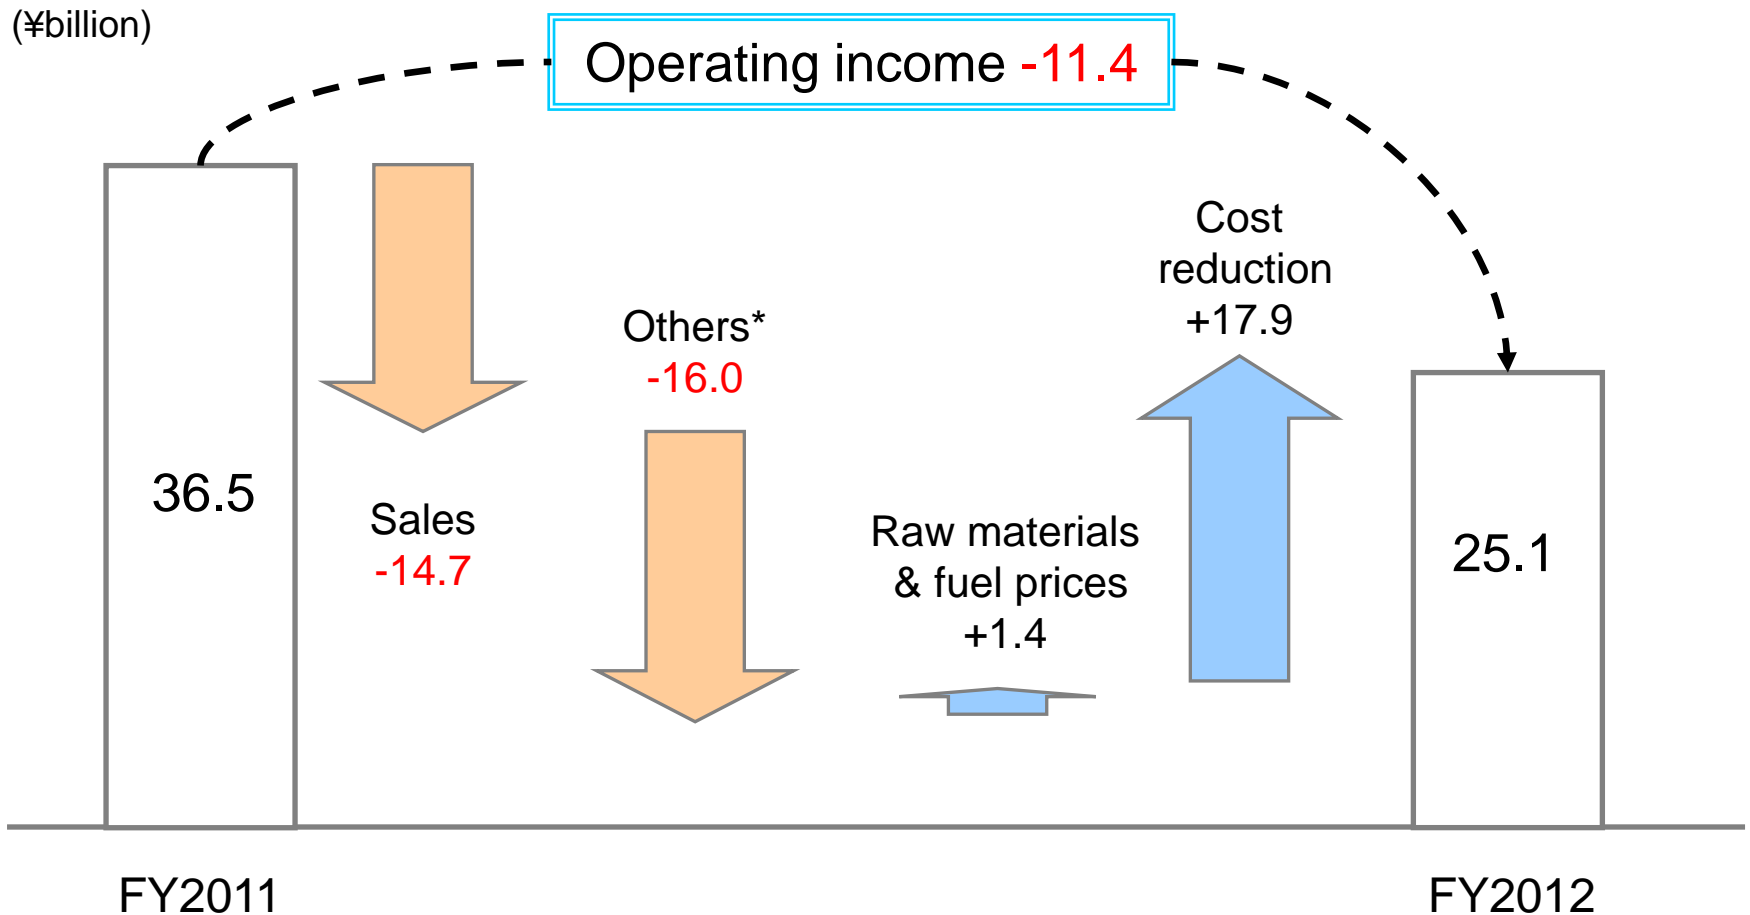 (¥billion)
Operating income -11.4
Cost
reduction
+17.9
Others*
-16.0
36.5
Sales
-14.7
Raw materials
& fuel prices
+1.4
25.1
FY2011
FY2012